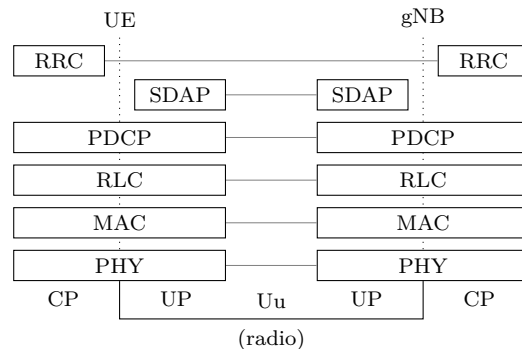 UE gNB
RRC RRC
SDAP SDAP
PDCP PDCP
RLC RLC
MAC MAC
PHY PHY
CP UP Uu UP CP
(radio)